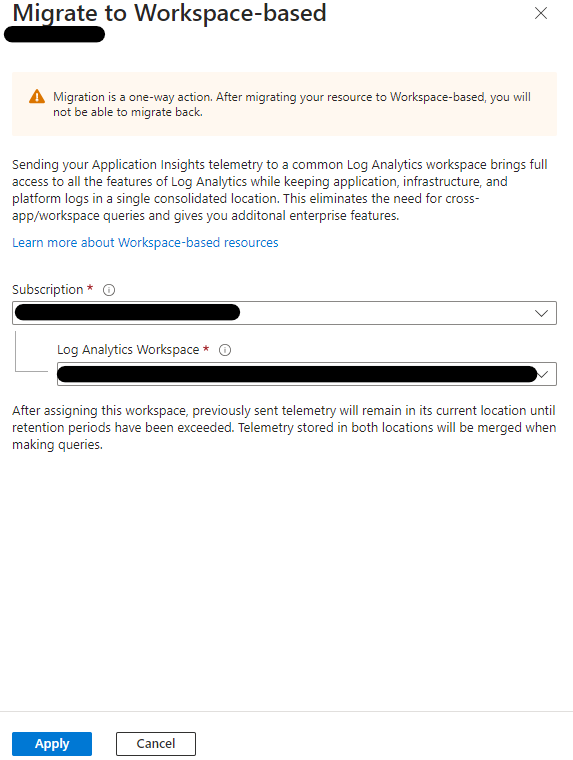 Migrate to Workspace-based
Migration is a one-way action. After migrating your resource to Workspace-based, you will
not be able to migrate back.
Sending your Application Insights telemetry to a common Log Analytics workspace brings full
access to all the features of Log Analytics while keeping application, infrastructure, and
platform logs in a single consolidated location. This eliminates the need for cross-
app/workspace queries and gives you additonal enterprise features.
Learn more about Workspace-based resources
Subscription *
Log Analytics Workspace *
After assigning this workspace, previously sent telemetry will remain in its current location until
retention periods have been exceeded. Telemetry stored in both locations will be merged when
making queries.
Apply
Cancel